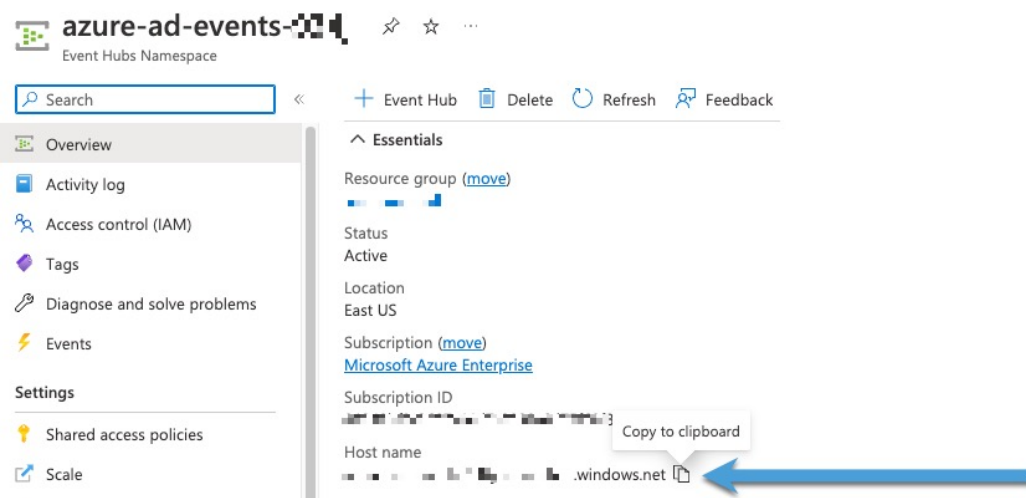 azure-ad-events-
Event Hubs Namespace
Search
Event Hub Delete Refresh Feedback
Overview
Activity log
Access control (IAM)
Tags
Diagnose and solve problems
Events
Settings
Shared access policies
Scale
Essentials
Resource group (move)
Status
Active
Location
East US
Subscription (move)
Microsoft Azure Enterprise
Subscription ID
Copy to clipboard
Host name
.windows.net